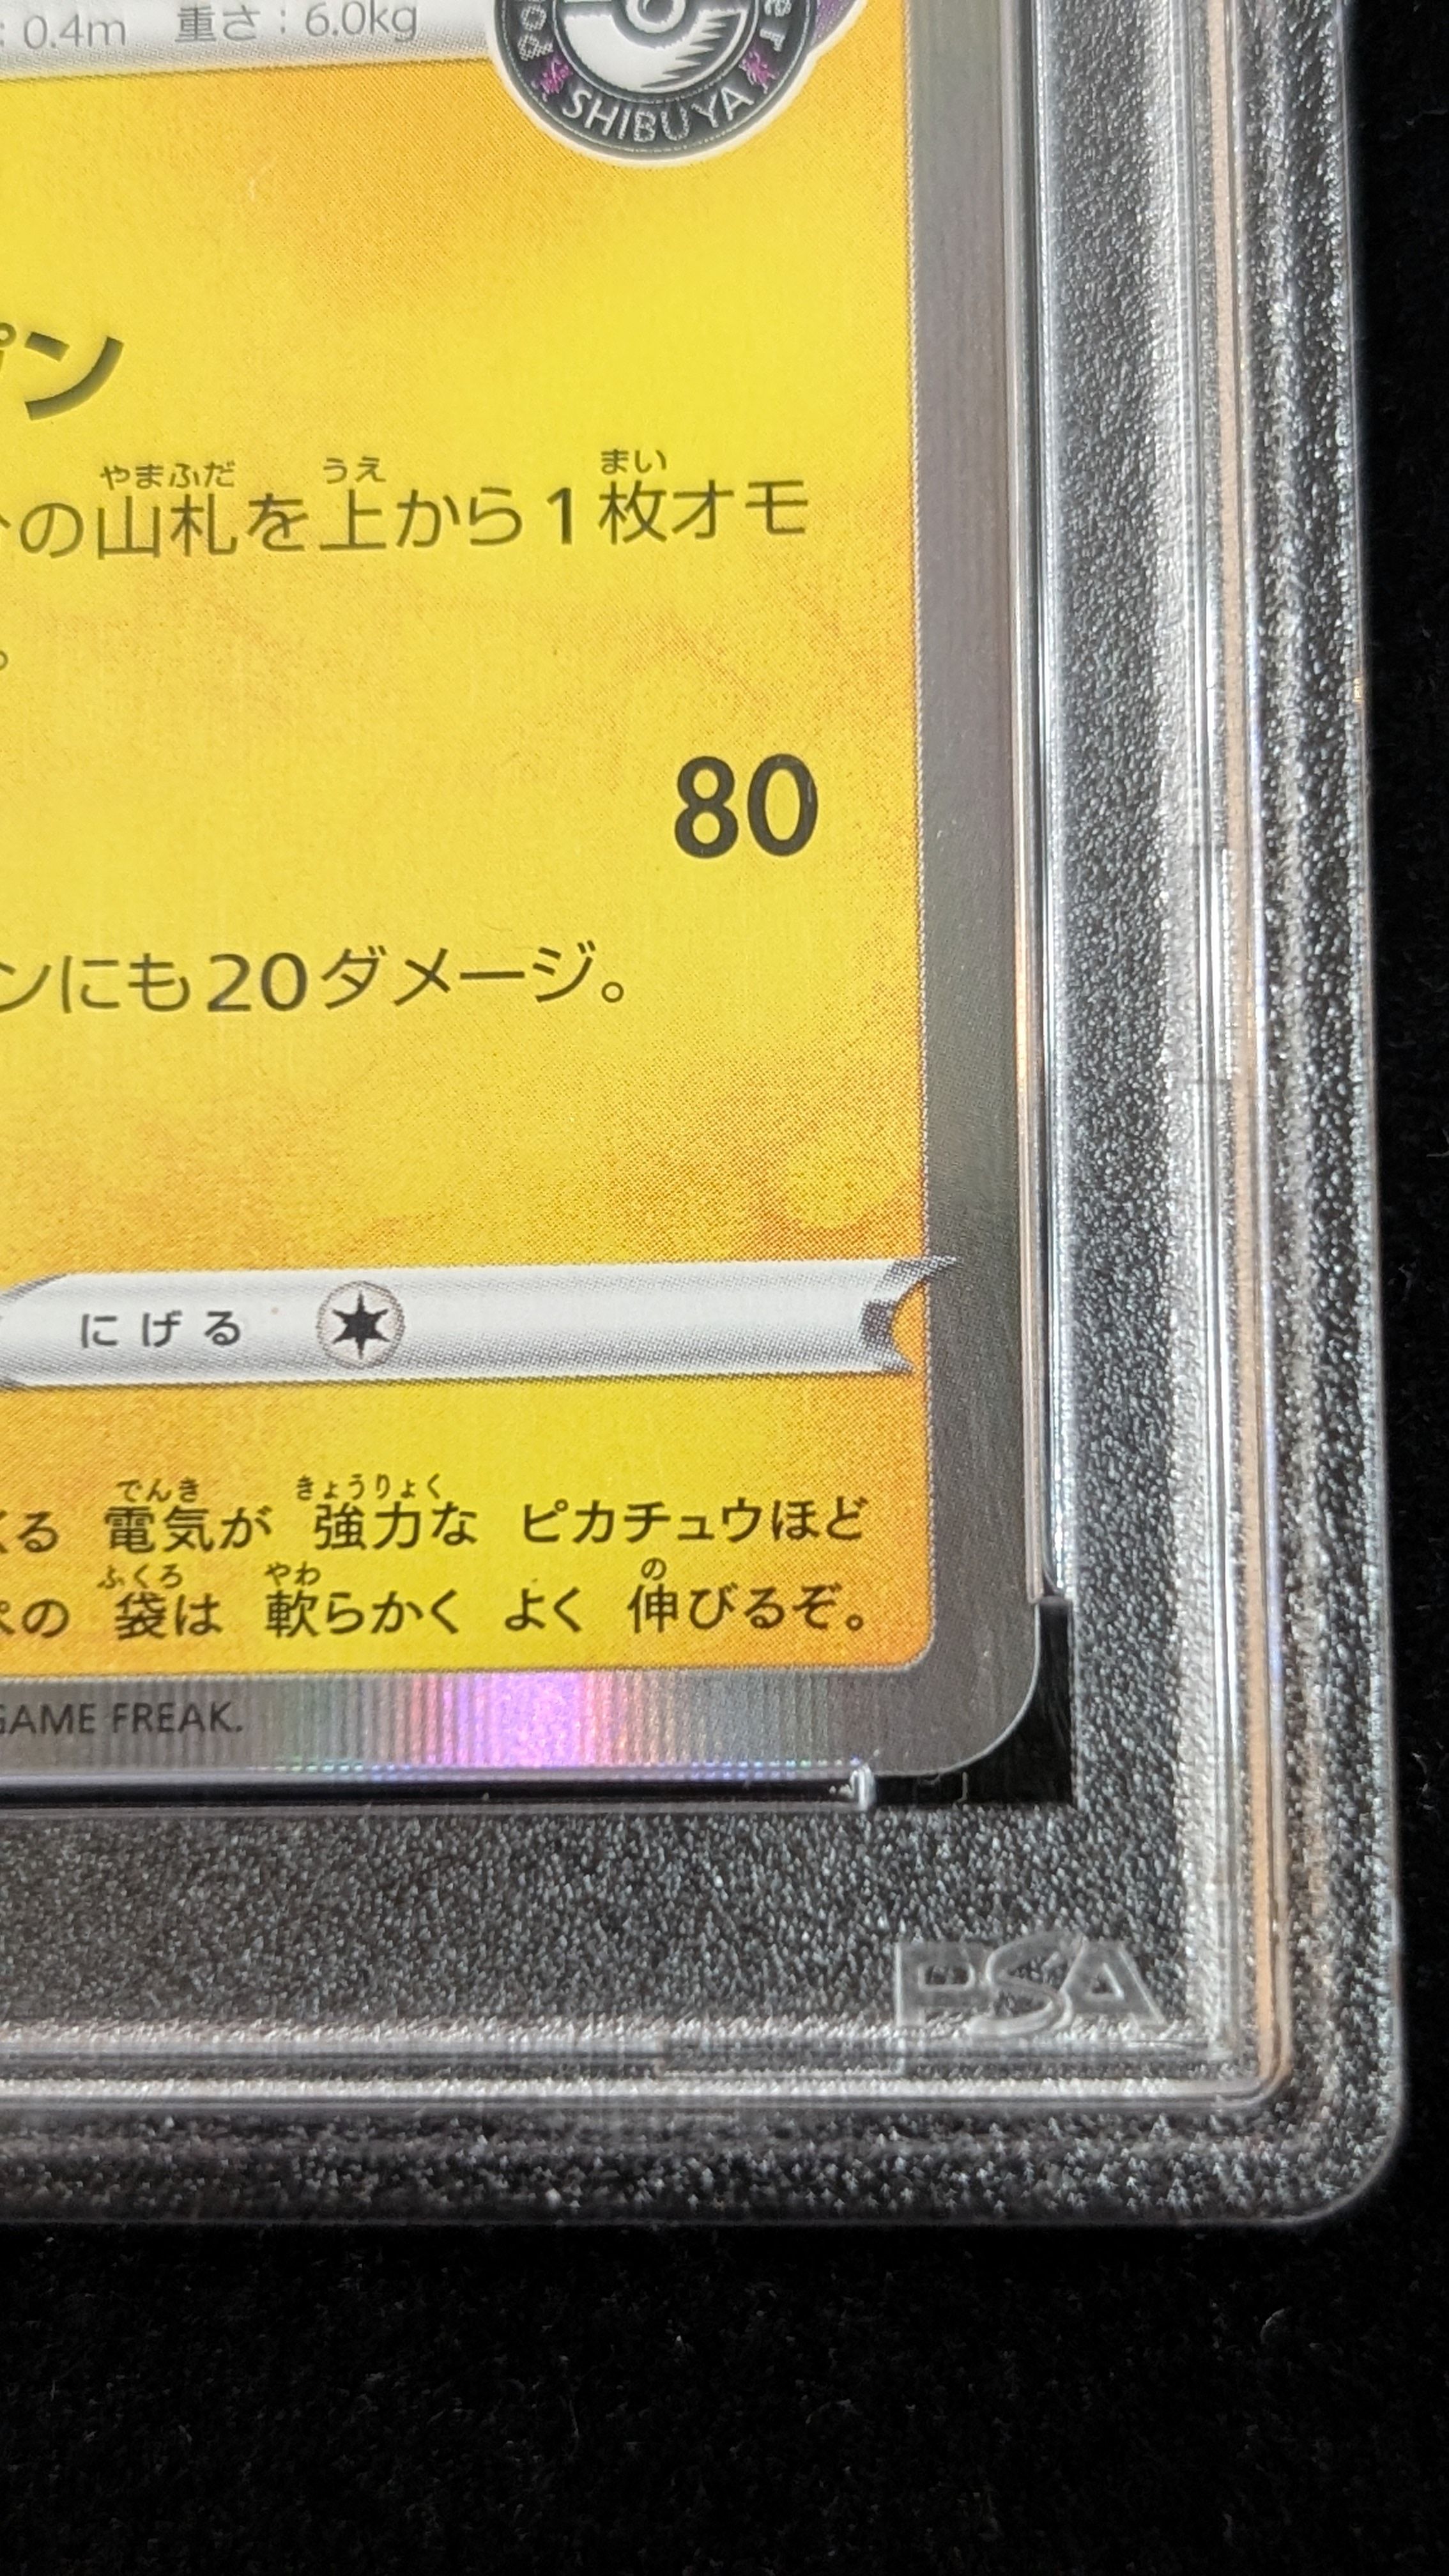 : 0.4m 重さ : 6.0kg
SHIBUYA
プン
やまふだ うえ まい
の山札を上から1枚オモ
。
80
ンにも20ダメージ。
にげる
でんき きょうりょく
くる 電気が 強力な ピカチュウほど
ふくろ やわ の
の 袋は 軟らかく よく 伸びるぞ。
GAME FREAK.
PSA